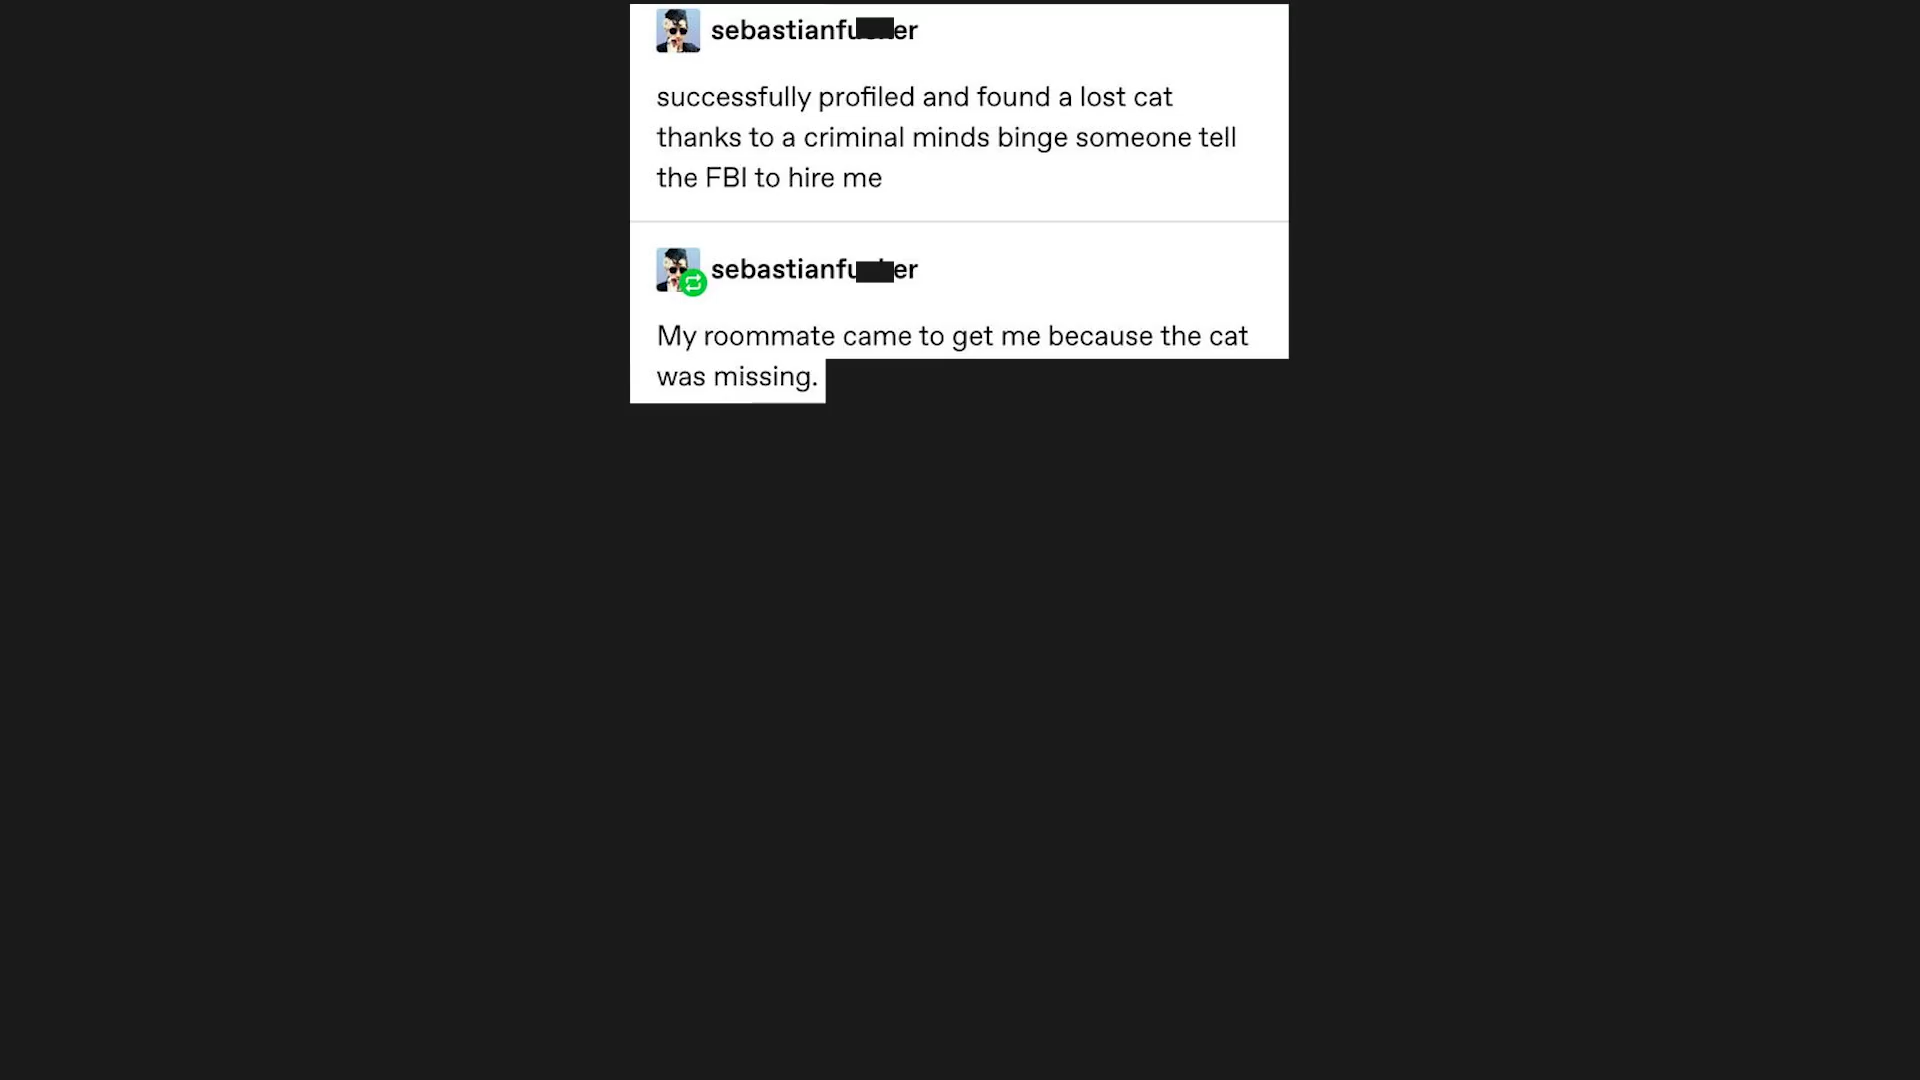 sebastianfu er
successfully profiled and found a lost cat
thanks to a criminal minds binge someone tell
the FBI to hire me
sebastianfu er
My roommate came to get me because the cat
was missing.